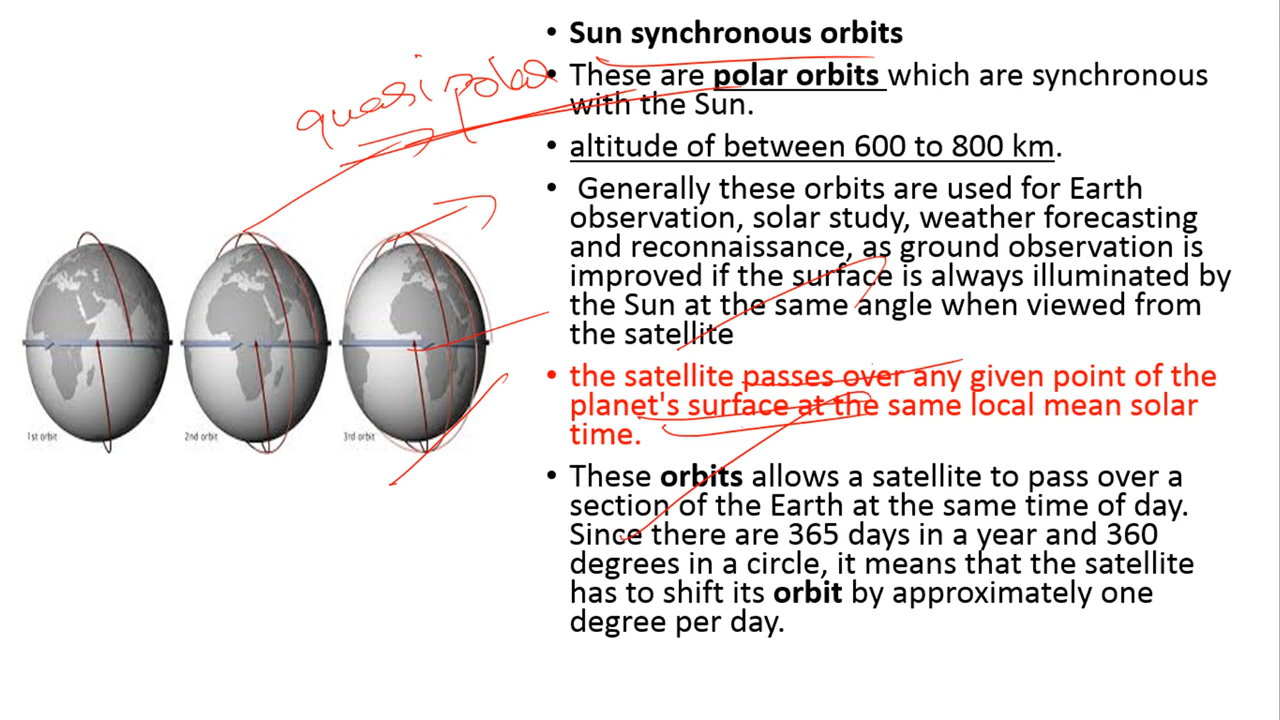 • Sun synchronous orbits
quasi polar
• These are polar orbits which are synchronous
with the Sun.
• altitude of between 600 to 800 km.
• Generally these orbits are used for Earth
observation, solar study, weather forecasting
and reconnaissance, as ground observation is
improved if the surface is always illuminated by
the Sun at the same angle when viewed from
the satellite
• the satellite passes over any given point of the
planet's surface at the same local mean solar
time.
1st orbit
2nd orbit
3rd orbit
• These orbits allows a satellite to pass over a
section of the Earth at the same time of day.
Since there are 365 days in a year and 360
degrees in a circle, it means that the satellite
has to shift its orbit by approximately one
degree per day.